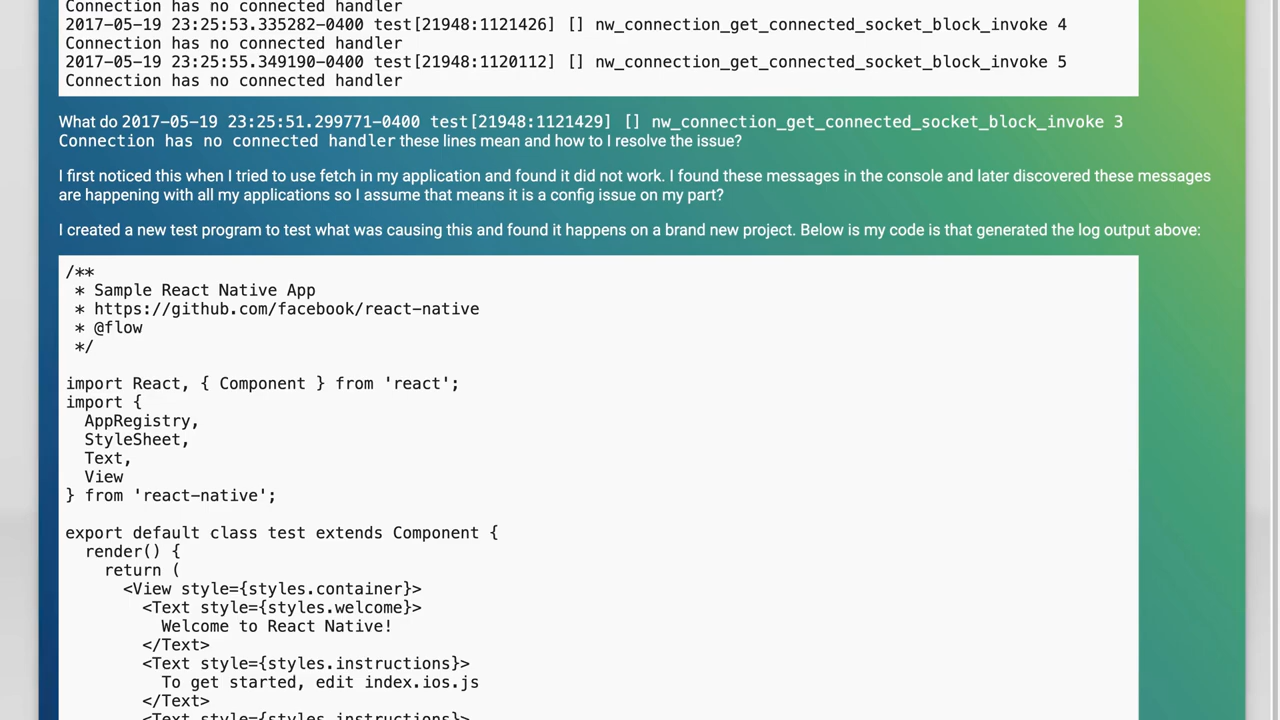 Connection has no connected handler
2017-05-19 23:25:53.335282-0400 test[21948:1121426] [] nw_connection_get_connected_socket_block_invoke 4
Connection has no connected handler
2017-05-19 23:25:55.349190-0400 test[21948:1120112] [] nw_connection_get_connected_socket_block_invoke 5
Connection has no connected handler
What do 2017-05-19 23:25:51.299771-0400 test[21948:1121429] [] nw_connection_get_connected_socket_block_invoke 3
Connection has no connected handler these lines mean and how to I resolve the issue?
I first noticed this when I tried to use fetch in my application and found it did not work. I found these messages in the console and later discovered these messages
are happening with all my applications so I assume that means it is a config issue on my part?
I created a new test program to test what was causing this and found it happens on a brand new project. Below is my code is that generated the log output above:
/**
 * Sample React Native App
 * https://github.com/facebook/react-native
 * @flow
 */
import React, { Component } from 'react';
import {
  AppRegistry,
  StyleSheet,
  Text,
  View
} from 'react-native';
export default class test extends Component {
  render() {
    return (
      <View style={styles.container}>
        <Text style={styles.welcome}>
          Welcome to React Native!
        </Text>
        <Text style={styles.instructions}>
          To get started, edit index.ios.js
        </Text>
        <Text style={styles.instructions}>